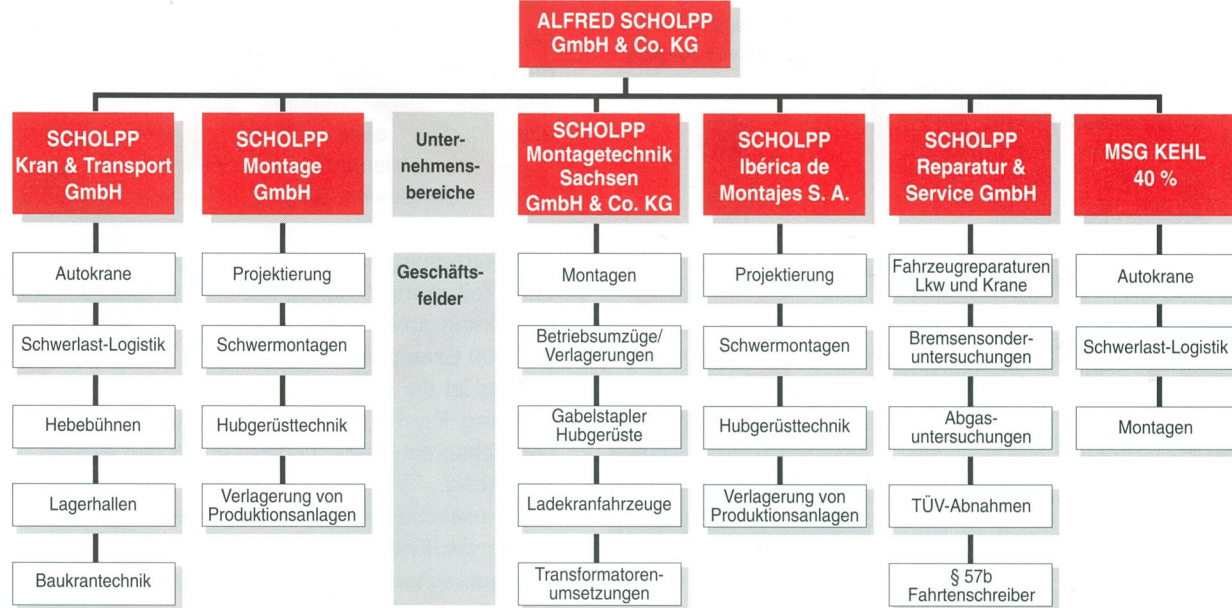 ALFRED SCHOLPP
GmbH & Co. KG
SCHOLPP
Kran & Transport
GmbH
SCHOLPP
Montage
GmbH
Unter-
nehmens-
bereiche
SCHOLPP
Montagetechnik
Sachsen
GmbH & Co. KG
SCHOLPP
Ibérica de
Montajes S. A.
SCHOLPP
Reparatur &
Service GmbH
MSG KEHL
40 %
Autokrane
Schwerlast-Logistik
Hebebühnen
Lagerhallen
Baukrantechnik
Projektierung
Schwermontagen
Hubgerüsttechnik
Verlagerung von
Produktionsanlagen
Geschäfts-
felder
Montagen
Betriebsumzüge/
Verlagerungen
Gabelstapler
Hubgerüste
Ladekranfahrzeuge
Transformatoren-
umsetzungen
Projektierung
Schwermontagen
Hubgerüsttechnik
Verlagerung von
Produktionsanlagen
Fahrzeugreparaturen
Lkw und Krane
Bremsensonder-
untersuchungen
Abgas-
untersuchungen
TÜV-Abnahmen
§ 57b
Fahrtenschreiber
Autokrane
Schwerlast-Logistik
Montagen